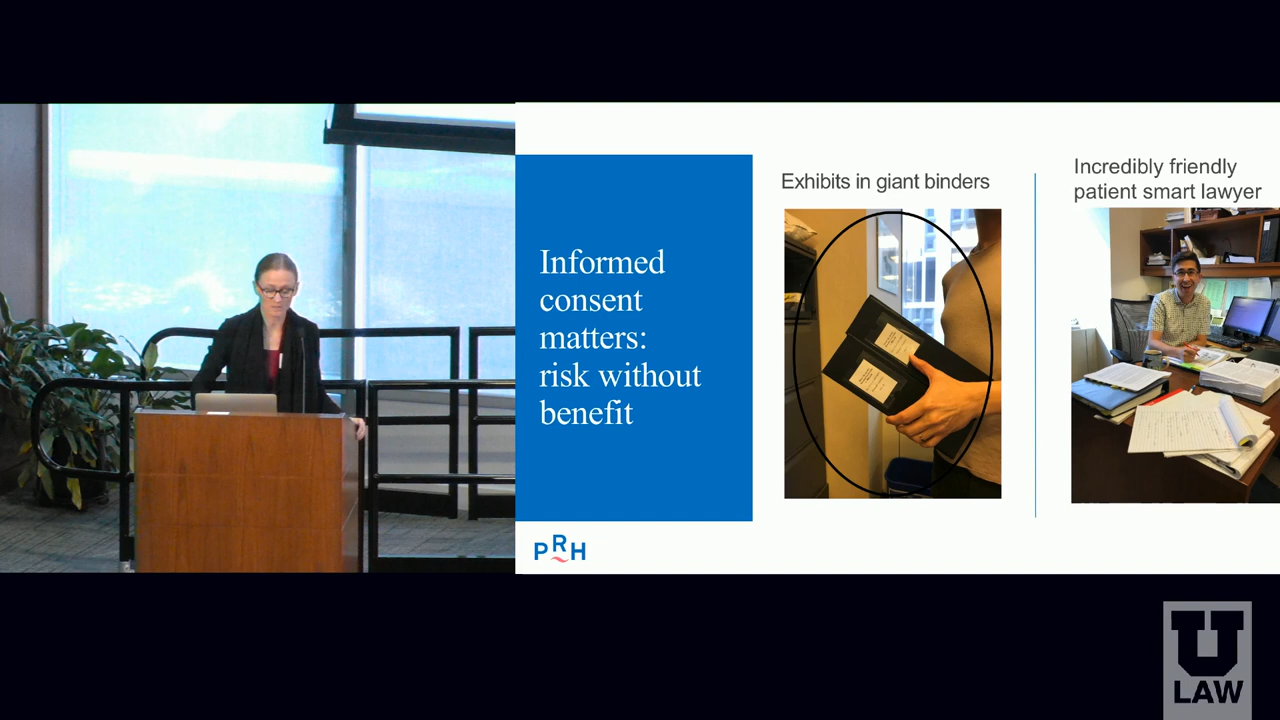 Informed
consent
matters:
risk without
benefit
Exhibits in giant binders
Incredibly friendly
patient smart lawyer
PRH
U
LAW